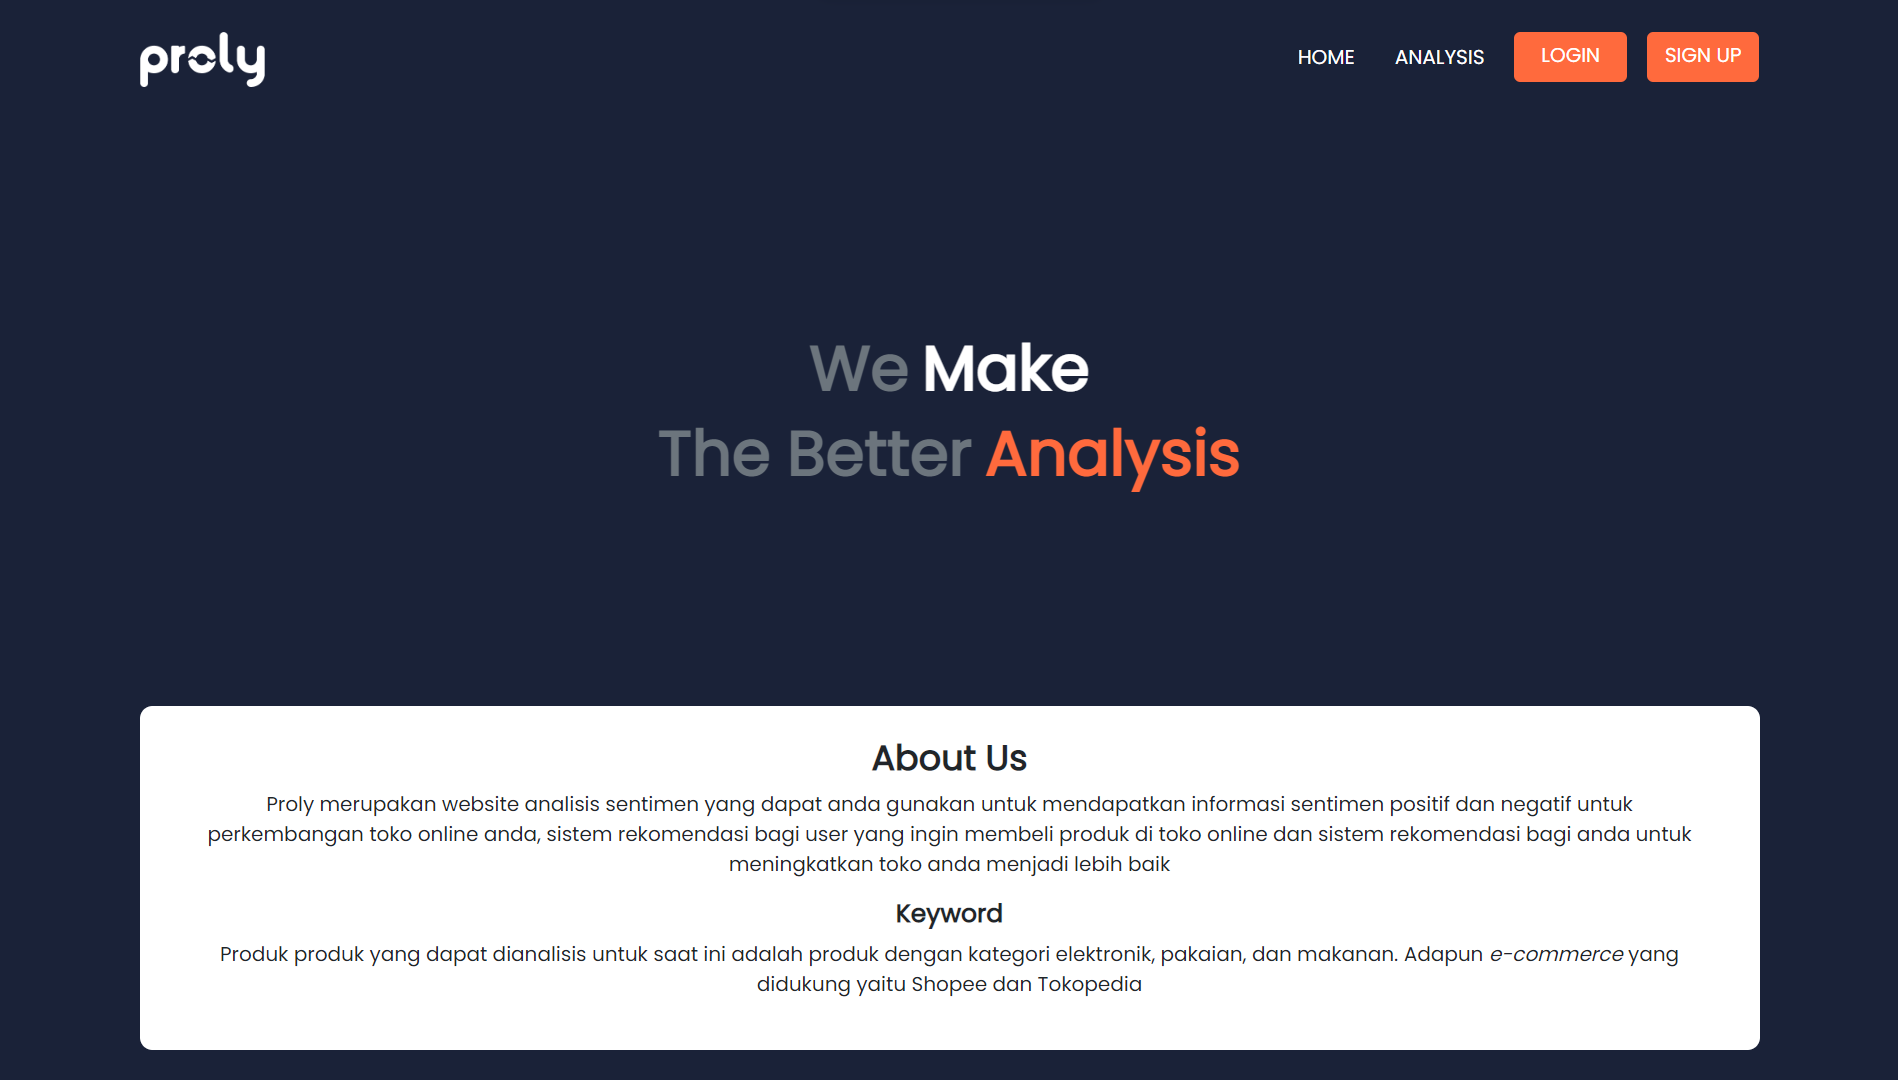 proly
HOME ANALYSIS LOGIN SIGN UP
We Make
The Better Analysis
About Us
Proly merupakan website analisis sentimen yang dapat anda gunakan untuk mendapatkan informasi sentimen positif dan negatif untuk
perkembangan toko online anda, sistem rekomendasi bagi user yang ingin membeli produk di toko online dan sistem rekomendasi bagi anda untuk
meningkatkan toko anda menjadi lebih baik
Keyword
Produk produk yang dapat dianalisis untuk saat ini adalah produk dengan kategori elektronik, pakaian, dan makanan. Adapun e-commerce yang
didukung yaitu Shopee dan Tokopedia